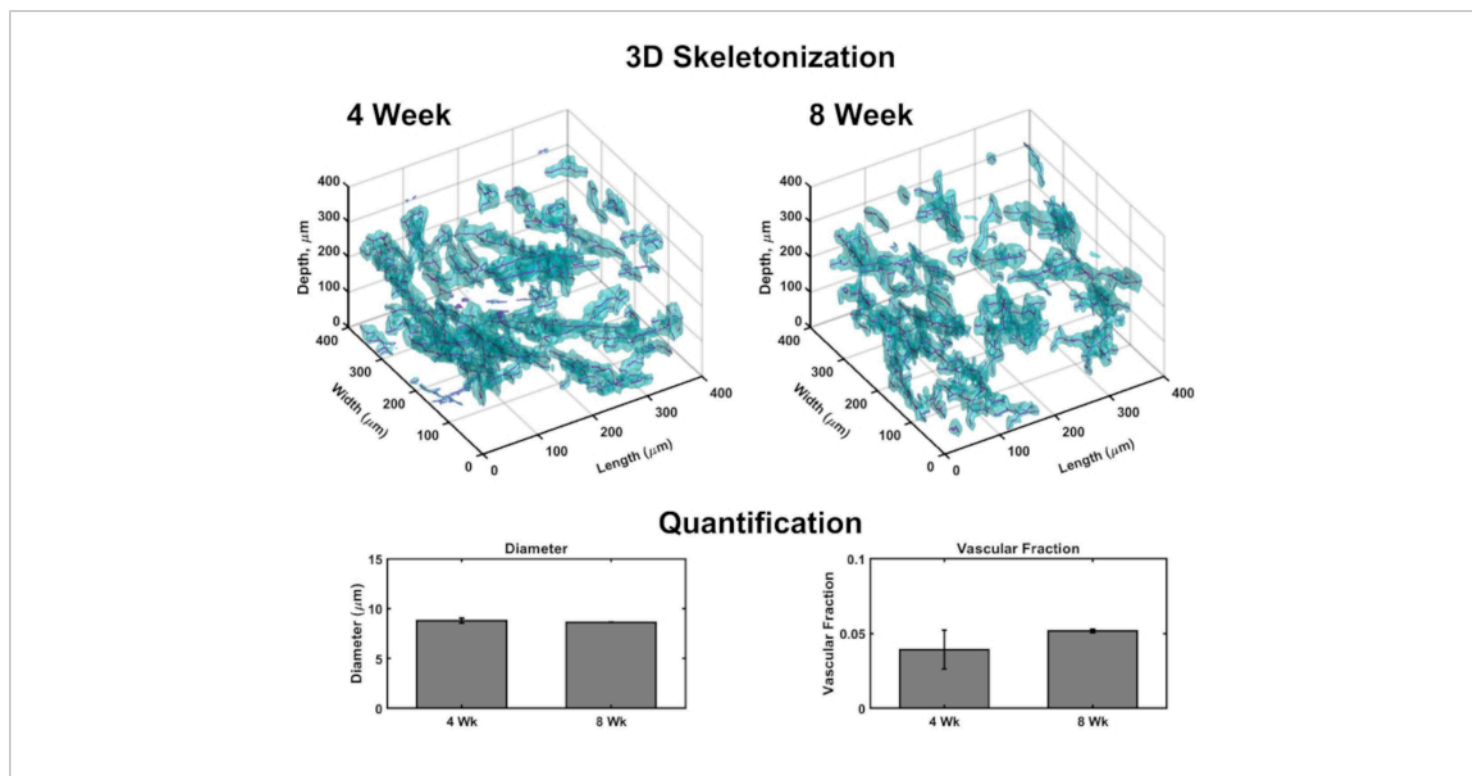 3D Skeletonization
4 Week
8 Week
400
300
200
100
0
Depth, μm
400
300
200
100
0
Width (μm)
0
100
200
300
400
Length (μm)
400
300
200
100
0
Depth, μm
400
300
200
100
0
Width (μm)
0
100
200
300
400
Length (μm)
Quantification
Diameter
15
10
5
0
Diameter (μm)
4 Wk
8 Wk
Vascular Fraction
0.1
0.05
0
Vascular Fraction
4 Wk
8 Wk